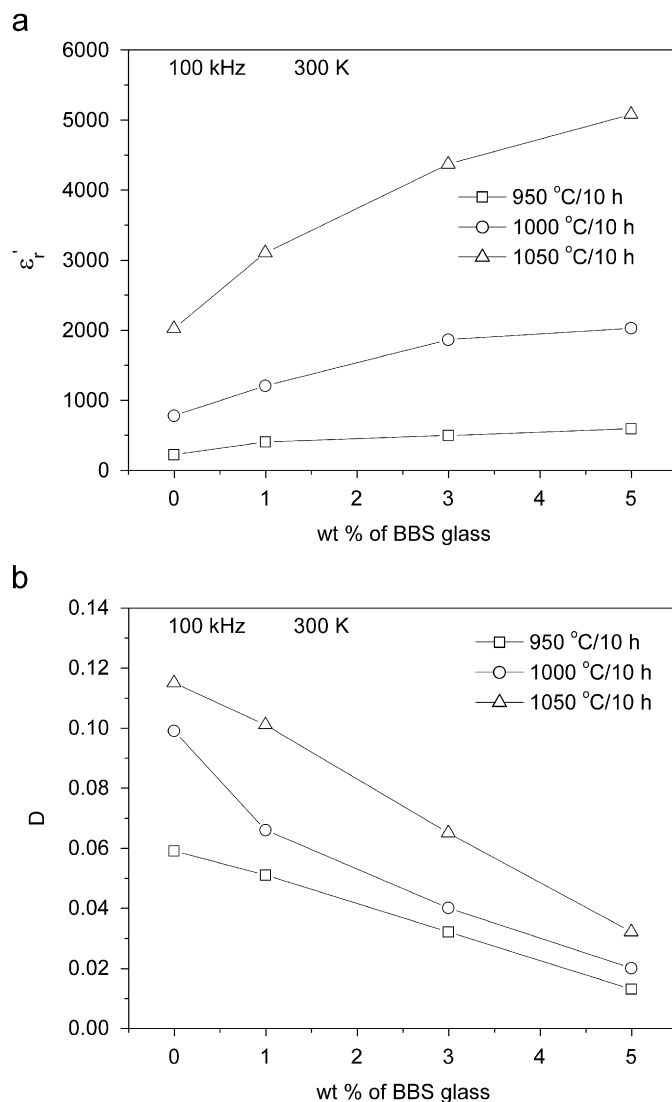 a
6000
100 kHz 300 K
5000
4000
950 °C/10 h
1000 °C/10 h
1050 °C/10 h
3000
2000
1000
0
εr'
0 1 2 3 4 5
wt % of BBS glass
b
0.14
100 kHz 300 K
950 °C/10 h
1000 °C/10 h
1050 °C/10 h
0.12
0.10
0.08
0.06
0.04
0.02
0.00
D
0 1 2 3 4 5
wt % of BBS glass